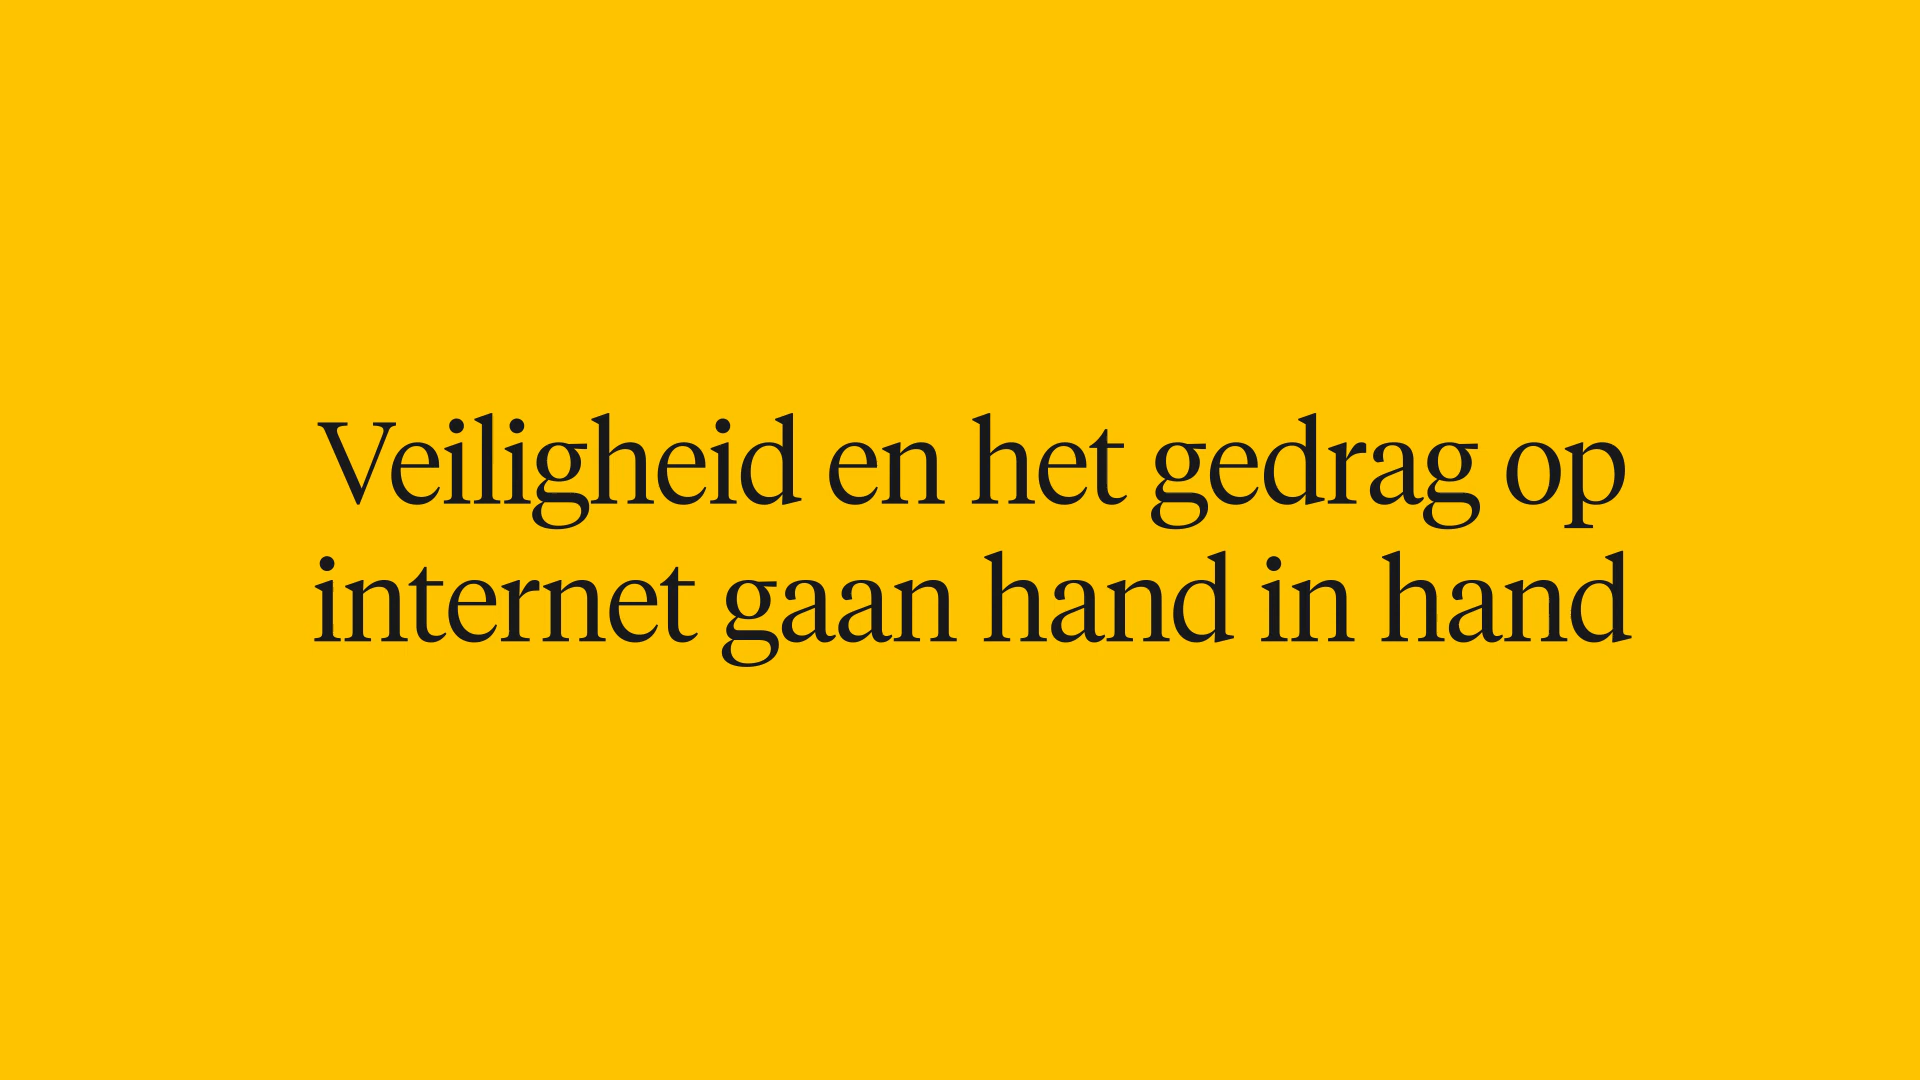 Veiligheid en het gedrag op
internet gaan hand in hand